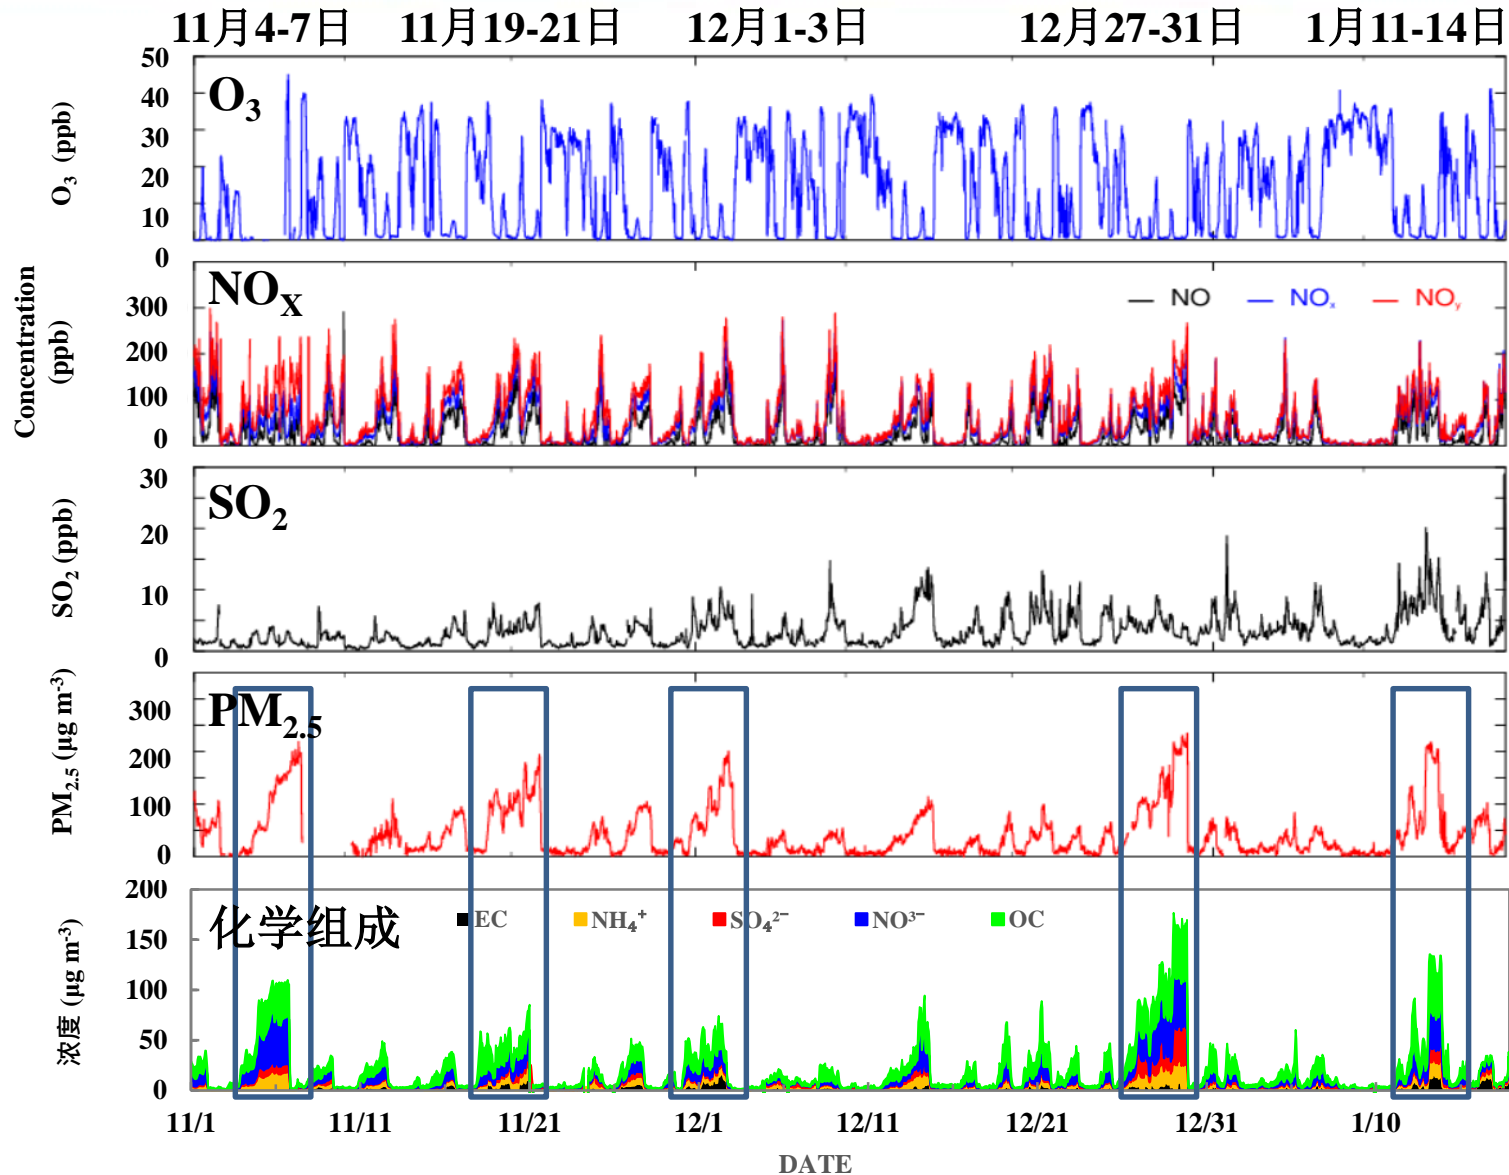 11月4-7日 11月19-21日 12月1-3日 12月27-31日 1月11-14日
O3
O3 (ppb)
50
40
30
20
10
0
NOX
NO NOx NOy
Concentration
(ppb)
300
200
100
0
SO2
SO2 (ppb)
30
20
10
0
PM2.5
PM2.5 (μg m-3)
300
200
100
0
化学组成
EC NH4+ SO42− NO3− OC
浓度 (μg m-3)
200
150
100
50
0
11/1 11/11 11/21 12/1 12/11 12/21 12/31 1/10
DATE